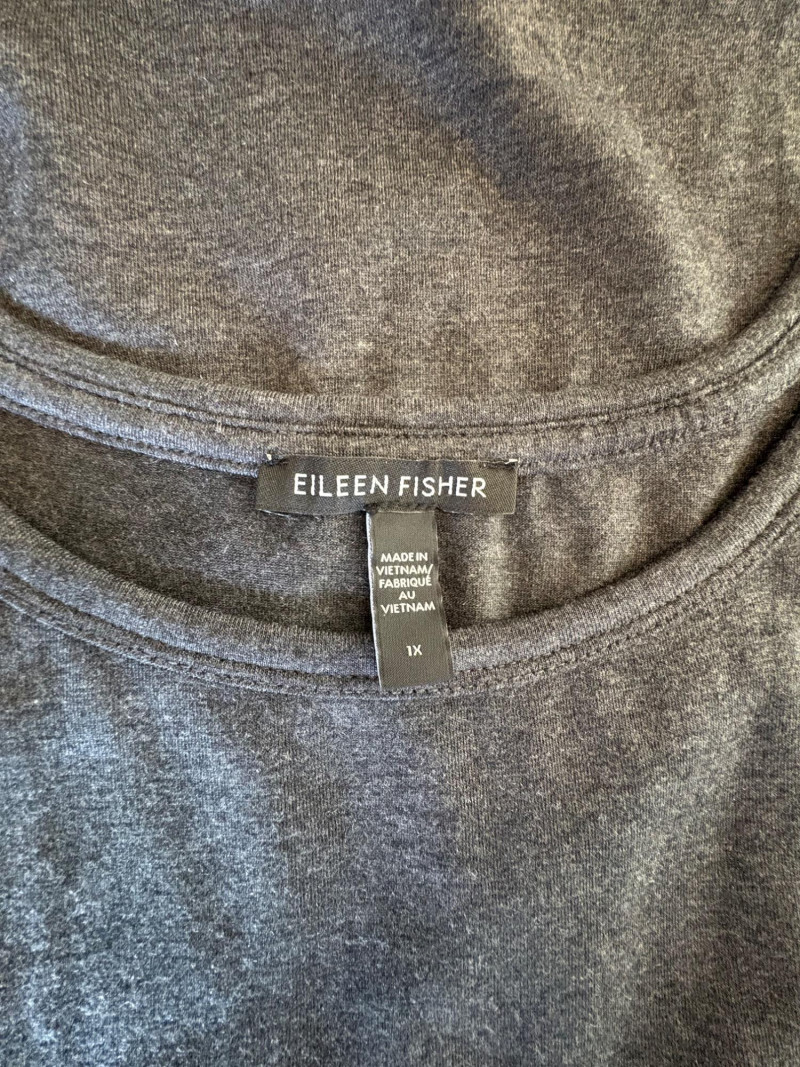 EILEEN FISHER
MADE IN
VIETNAM/
FABRIQUÉ
AU
VIETNAM
1X